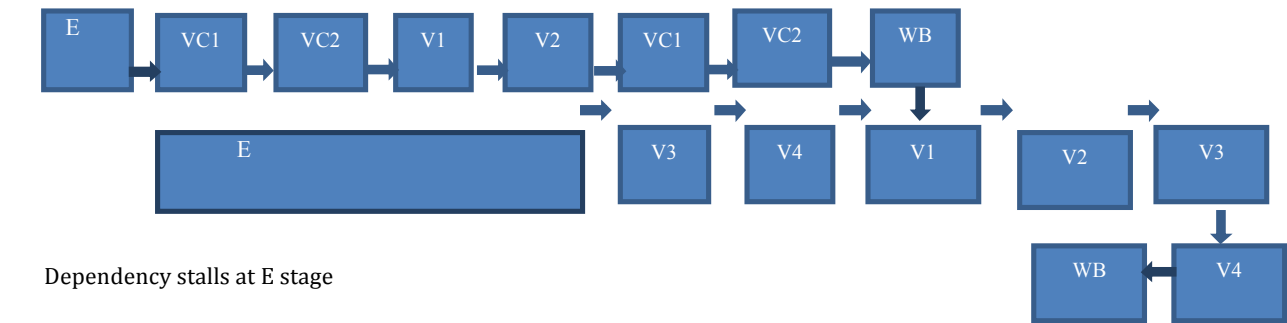 E VC1 VC2 V1 V2 VC1 VC2 WB
E V3 V4 V1 V2 V3
Dependency stalls at E stage
WB V4